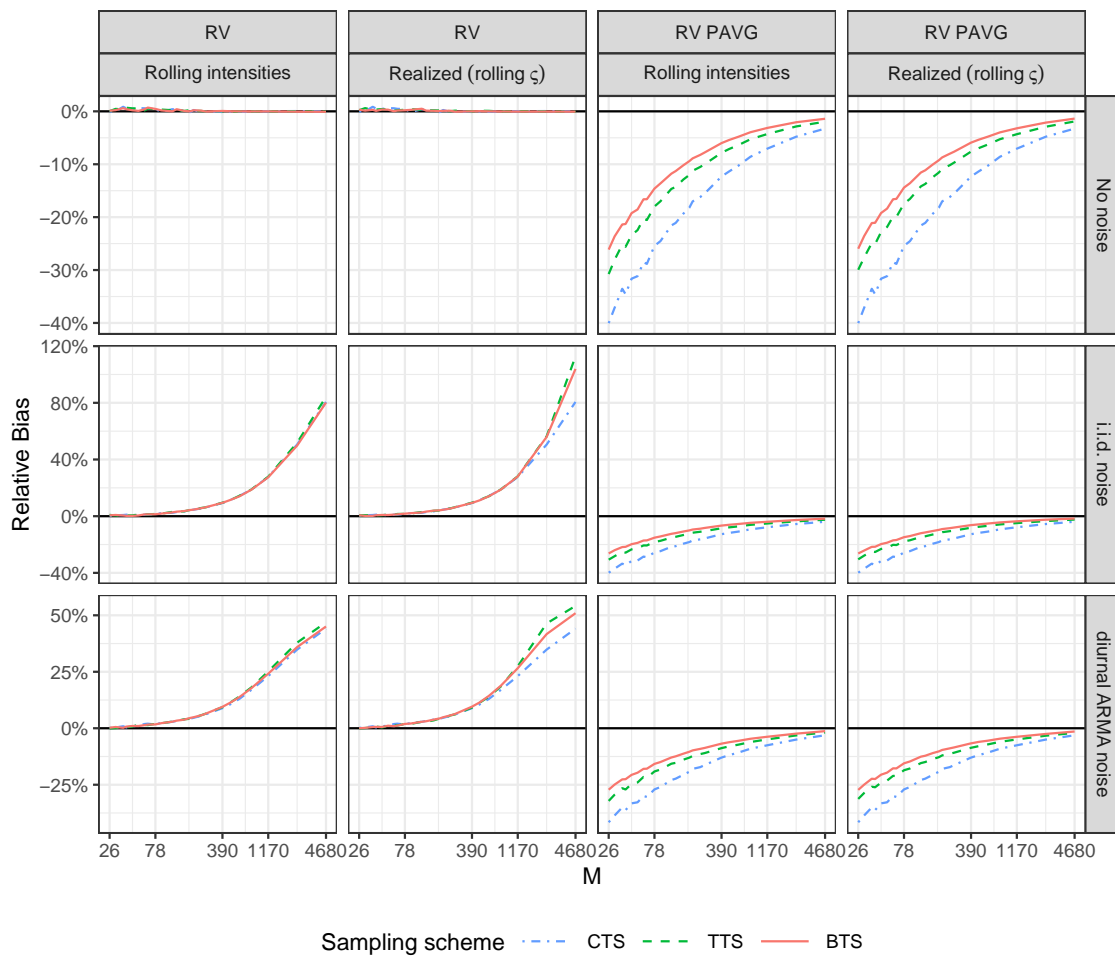 RV RV RV PAVG RV PAVG
Rolling intensities Realized (rolling ς) Rolling intensities Realized (rolling ς)
0%
−10%
−20%
−30%
−40%
No noise
120%
80%
40%
0%
−40%
i.i.d. noise
50%
25%
0%
−25%
diurnal ARMA noise
Relative Bias
26 78 390 1170 4680 26 78 390 1170 4680 26 78 390 1170 4680 26 78 390 1170 4680
M
Sampling scheme CTS TTS BTS